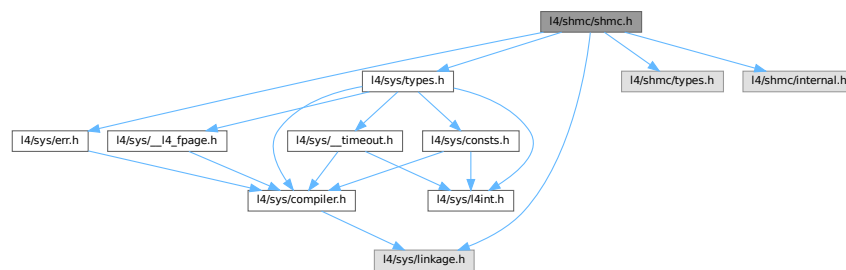 l4/shmc/shmc.h
l4/sys/types.h
l4/shmc/types.h
l4/shmc/internal.h
l4/sys/err.h
l4/sys/__l4_fpage.h
l4/sys/__timeout.h
l4/sys/consts.h
l4/sys/compiler.h
l4/sys/l4int.h
l4/sys/linkage.h